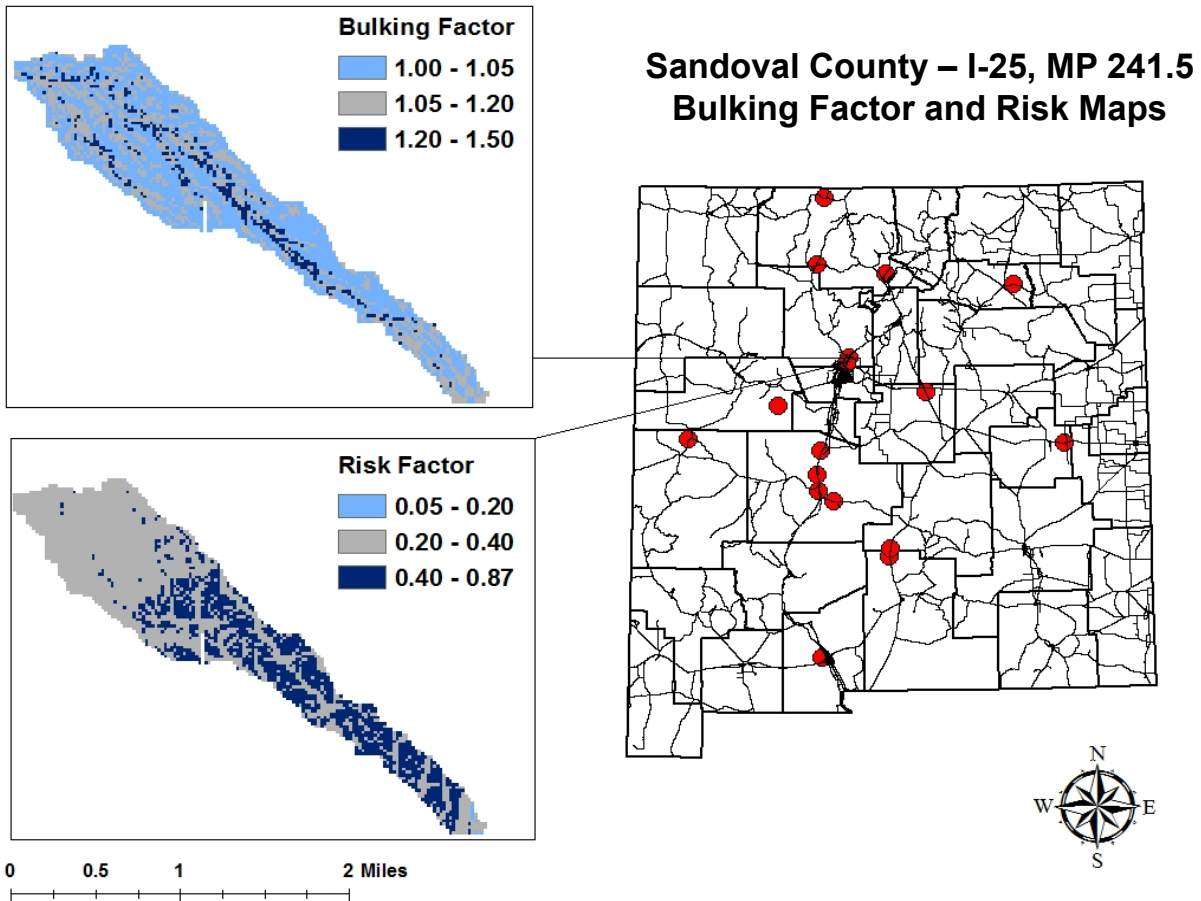 Bulking Factor
1.00 - 1.05
1.05 - 1.20
1.20 - 1.50
Sandoval County – I-25, MP 241.5
Bulking Factor and Risk Maps
Risk Factor
0.05 - 0.20
0.20 - 0.40
0.40 - 0.87
N
W
E
S
0 0.5 1 2 Miles